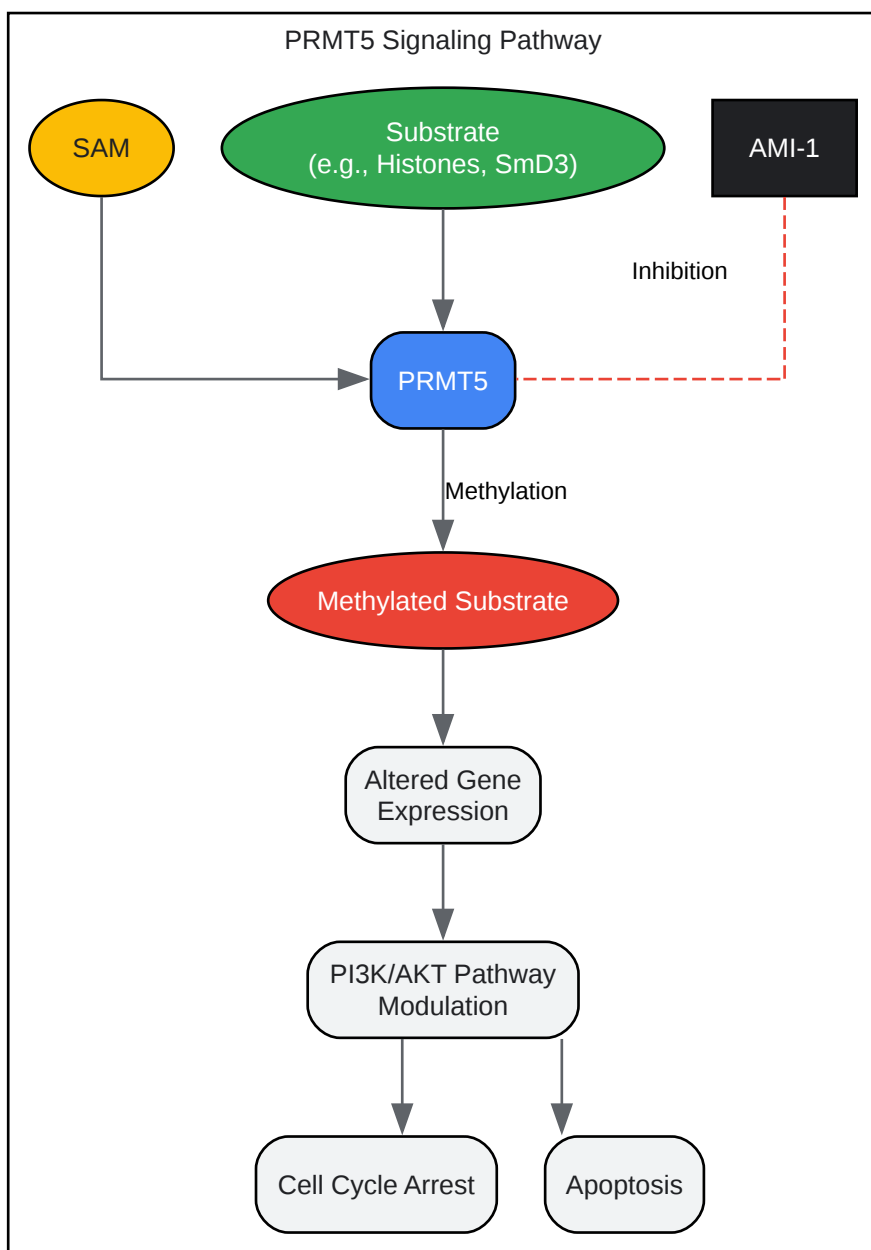 PRMT5 Signaling Pathway
SAM
Substrate
(e.g., Histones, SmD3)
AMI-1
Inhibition
PRMT5
Methylation
Methylated Substrate
Altered Gene
Expression
PI3K/AKT Pathway
Modulation
Cell Cycle Arrest
Apoptosis